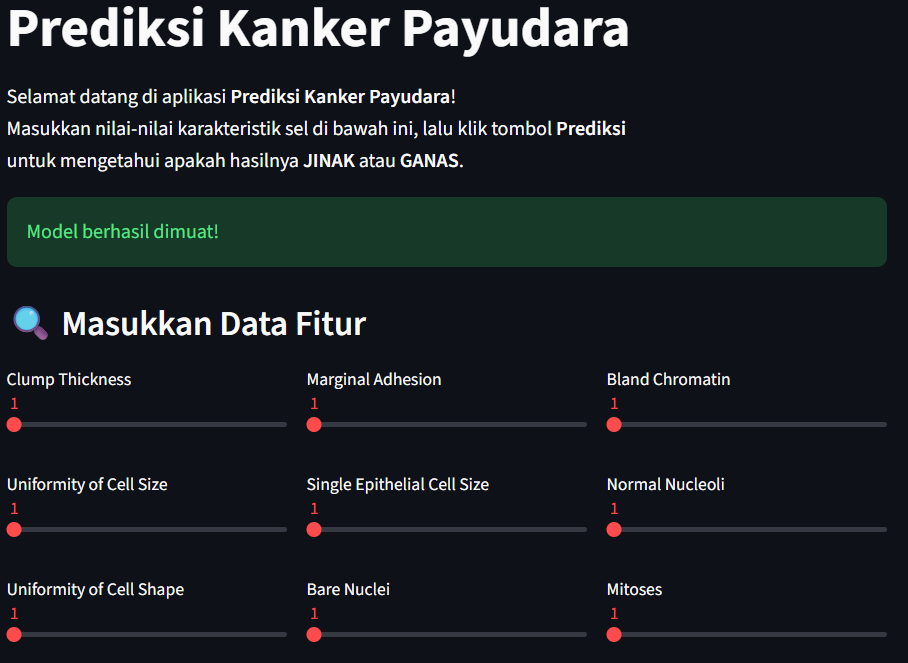 Prediksi Kanker Payudara
Selamat datang di aplikasi Prediksi Kanker Payudara!
Masukkan nilai-nilai karakteristik sel di bawah ini, lalu klik tombol Prediksi
untuk mengetahui apakah hasilnya JINAK atau GANAS.
Model berhasil dimuat!
Masukkan Data Fitur
Clump Thickness
1
Marginal Adhesion
1
Bland Chromatin
1
Uniformity of Cell Size
1
Single Epithelial Cell Size
1
Normal Nucleoli
1
Uniformity of Cell Shape
1
Bare Nuclei
1
Mitoses
1